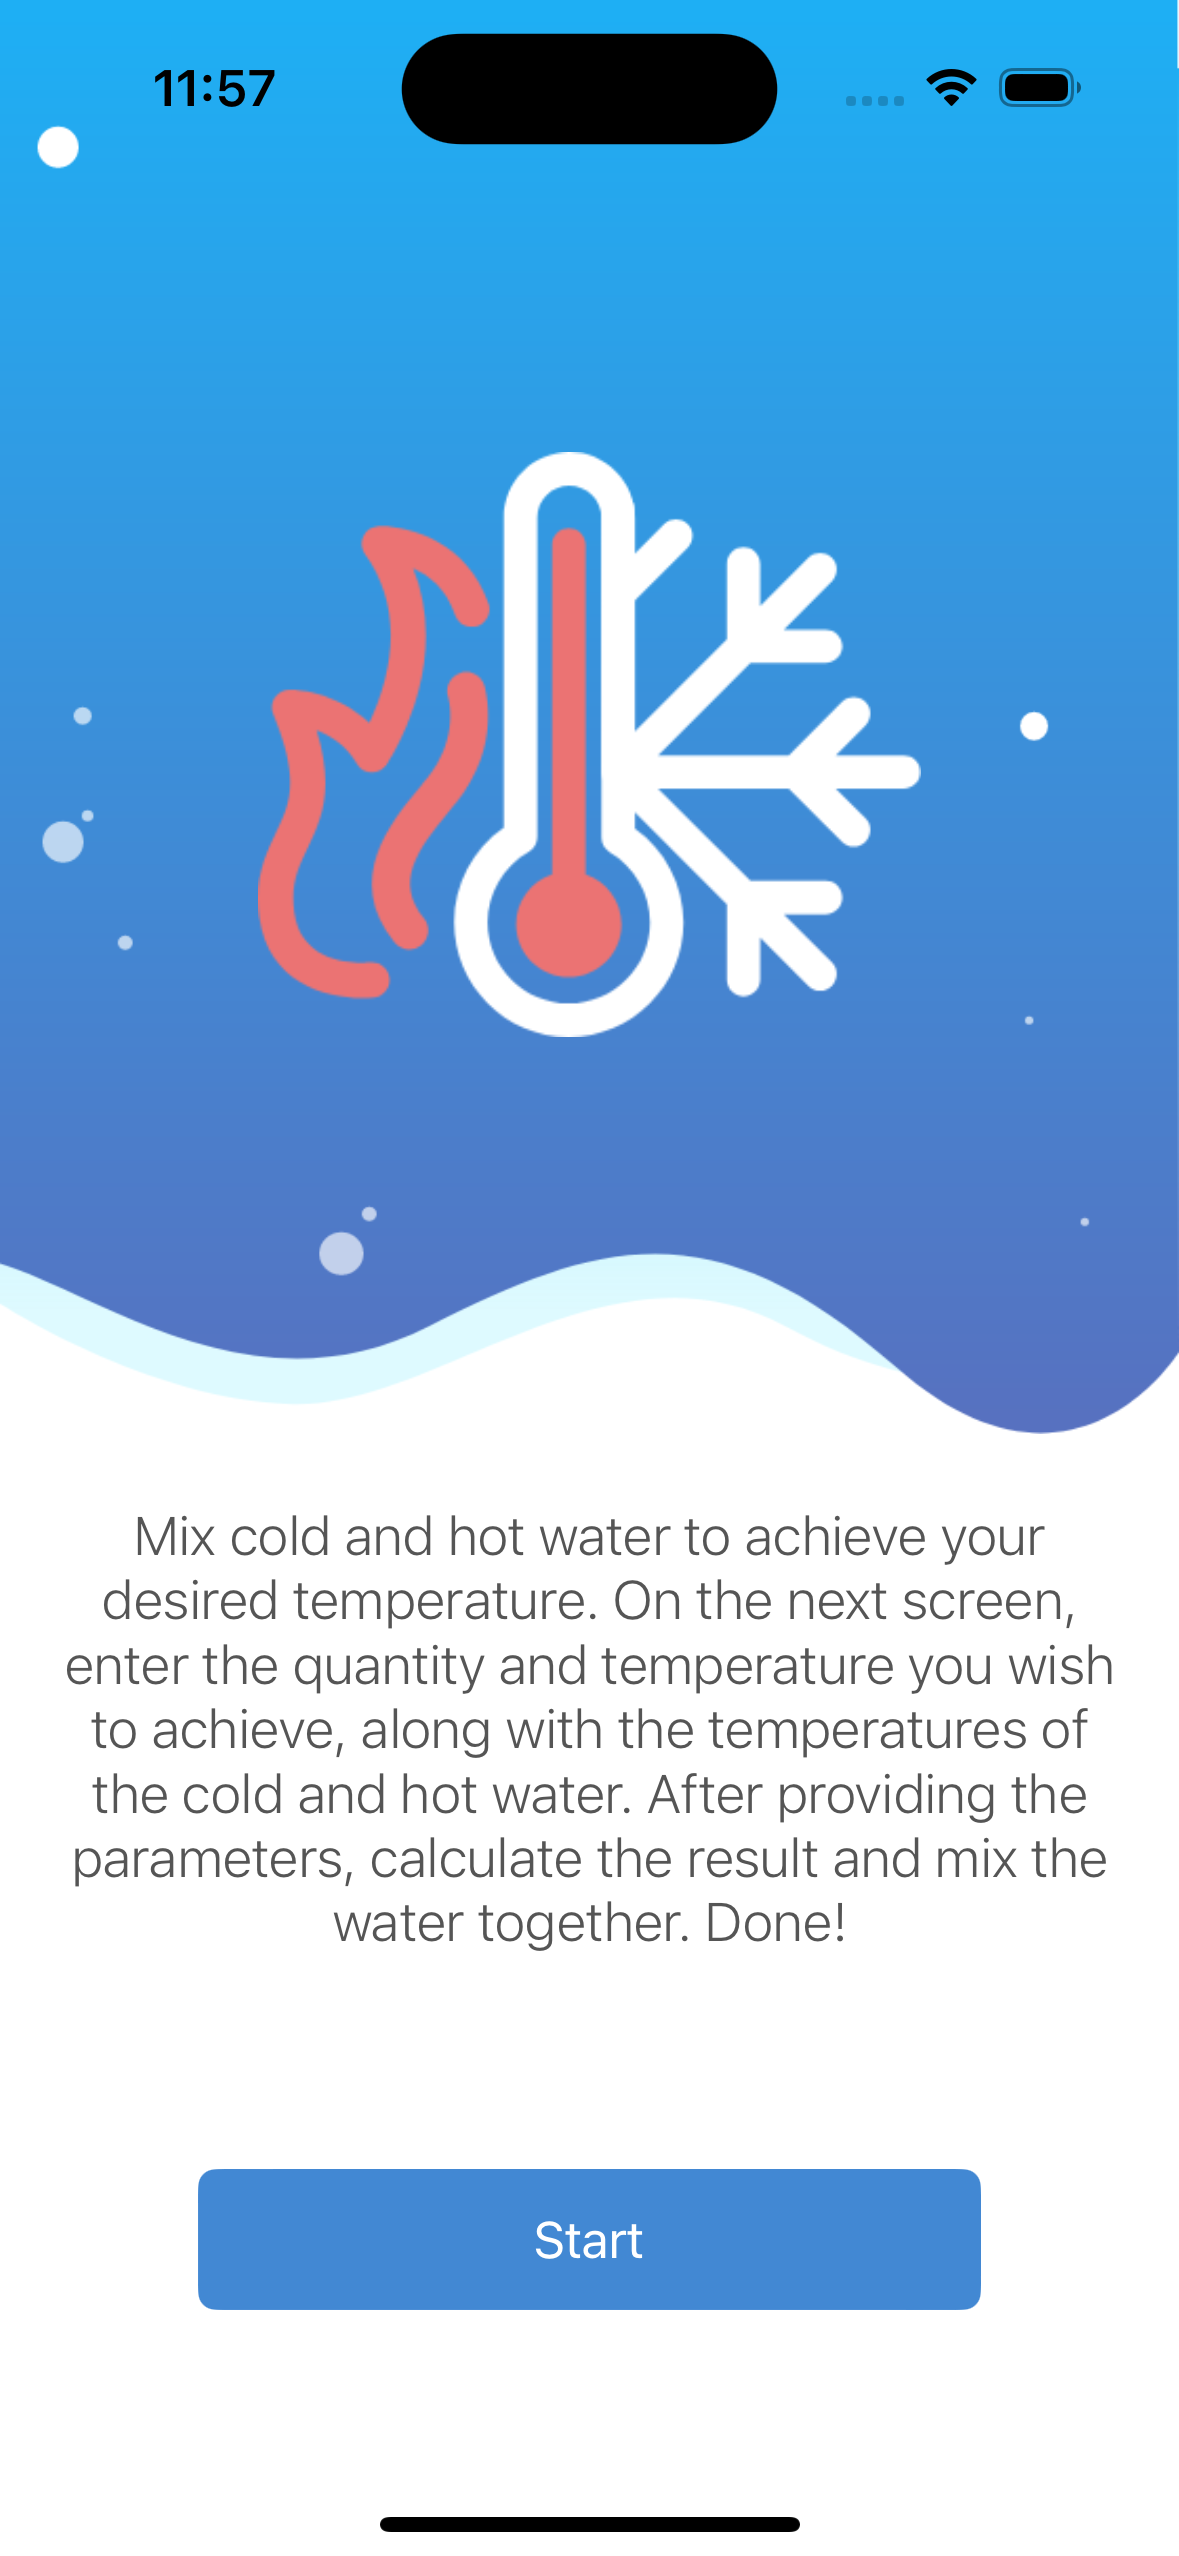 11:57
Mix cold and hot water to achieve your
desired temperature. On the next screen,
enter the quantity and temperature you wish
to achieve, along with the temperatures of
the cold and hot water. After providing the
parameters, calculate the result and mix the
water together. Done!
Start